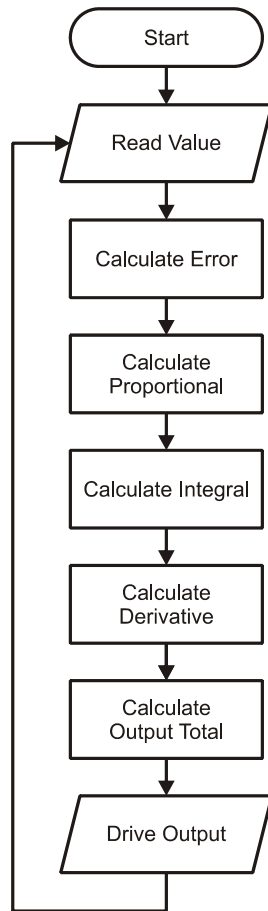 Start
Read Value
Calculate Error
Calculate
Proportional
Calculate Integral
Calculate
Derivative
Calculate
Output Total
Drive Output